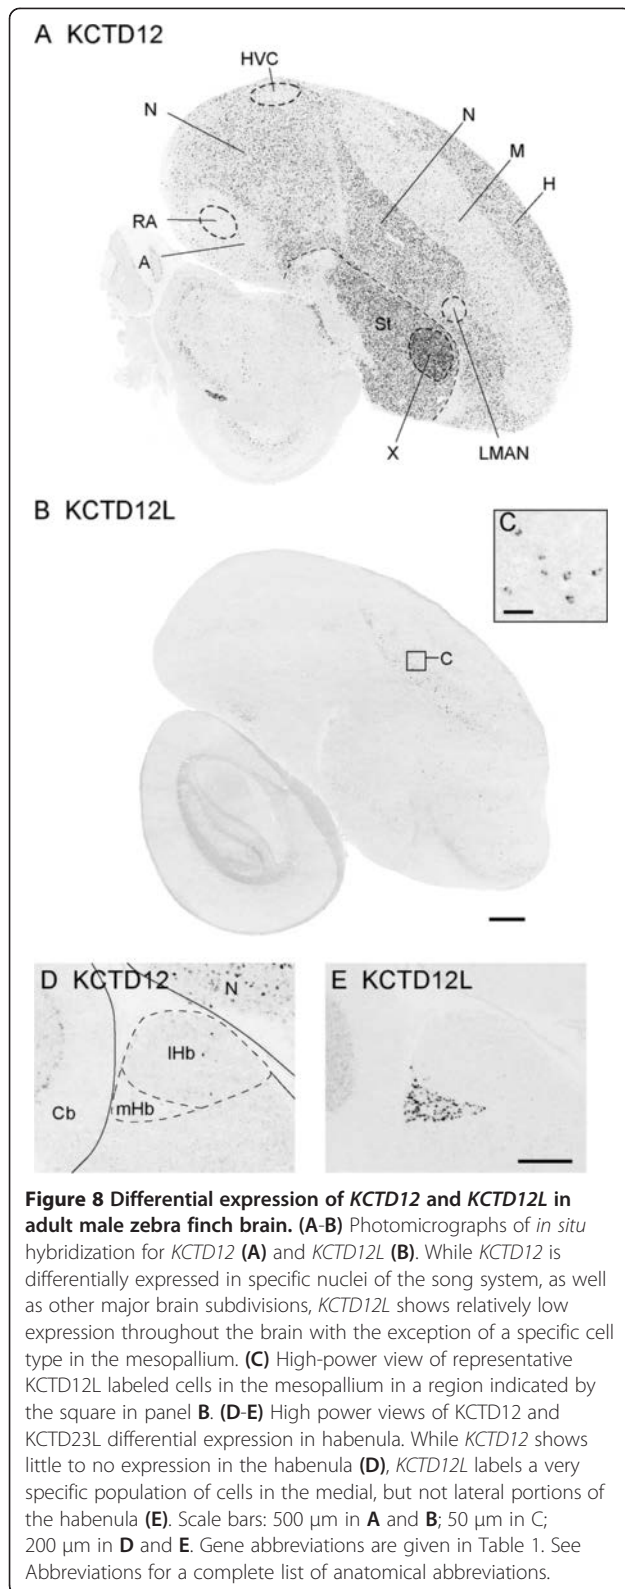 A KCTD12
HVC
N
N
M
H
RA
A
St
X
LMAN
B KCTD12L
C
C
D KCTD12
N
lHb
mHb
Cb
E KCTD12L
Figure 8 Differential expression of KCTD12 and KCTD12L in
adult male zebra finch brain. (A-B) Photomicrographs of in situ
hybridization for KCTD12 (A) and KCTD12L (B). While KCTD12 is
differentially expressed in specific nuclei of the song system, as well
as other major brain subdivisions, KCTD12L shows relatively low
expression throughout the brain with the exception of a specific cell
type in the mesopallium. (C) High-power view of representative
KCTD12L labeled cells in the mesopallium in a region indicated by
the square in panel B. (D-E) High power views of KCTD12 and
KCTD23L differential expression in habenula. While KCTD12 shows
little to no expression in the habenula (D), KCTD12L labels a very
specific population of cells in the medial, but not lateral portions of
the habenula (E). Scale bars: 500 μm in A and B; 50 μm in C;
200 μm in D and E. Gene abbreviations are given in Table 1. See
Abbreviations for a complete list of anatomical abbreviations.